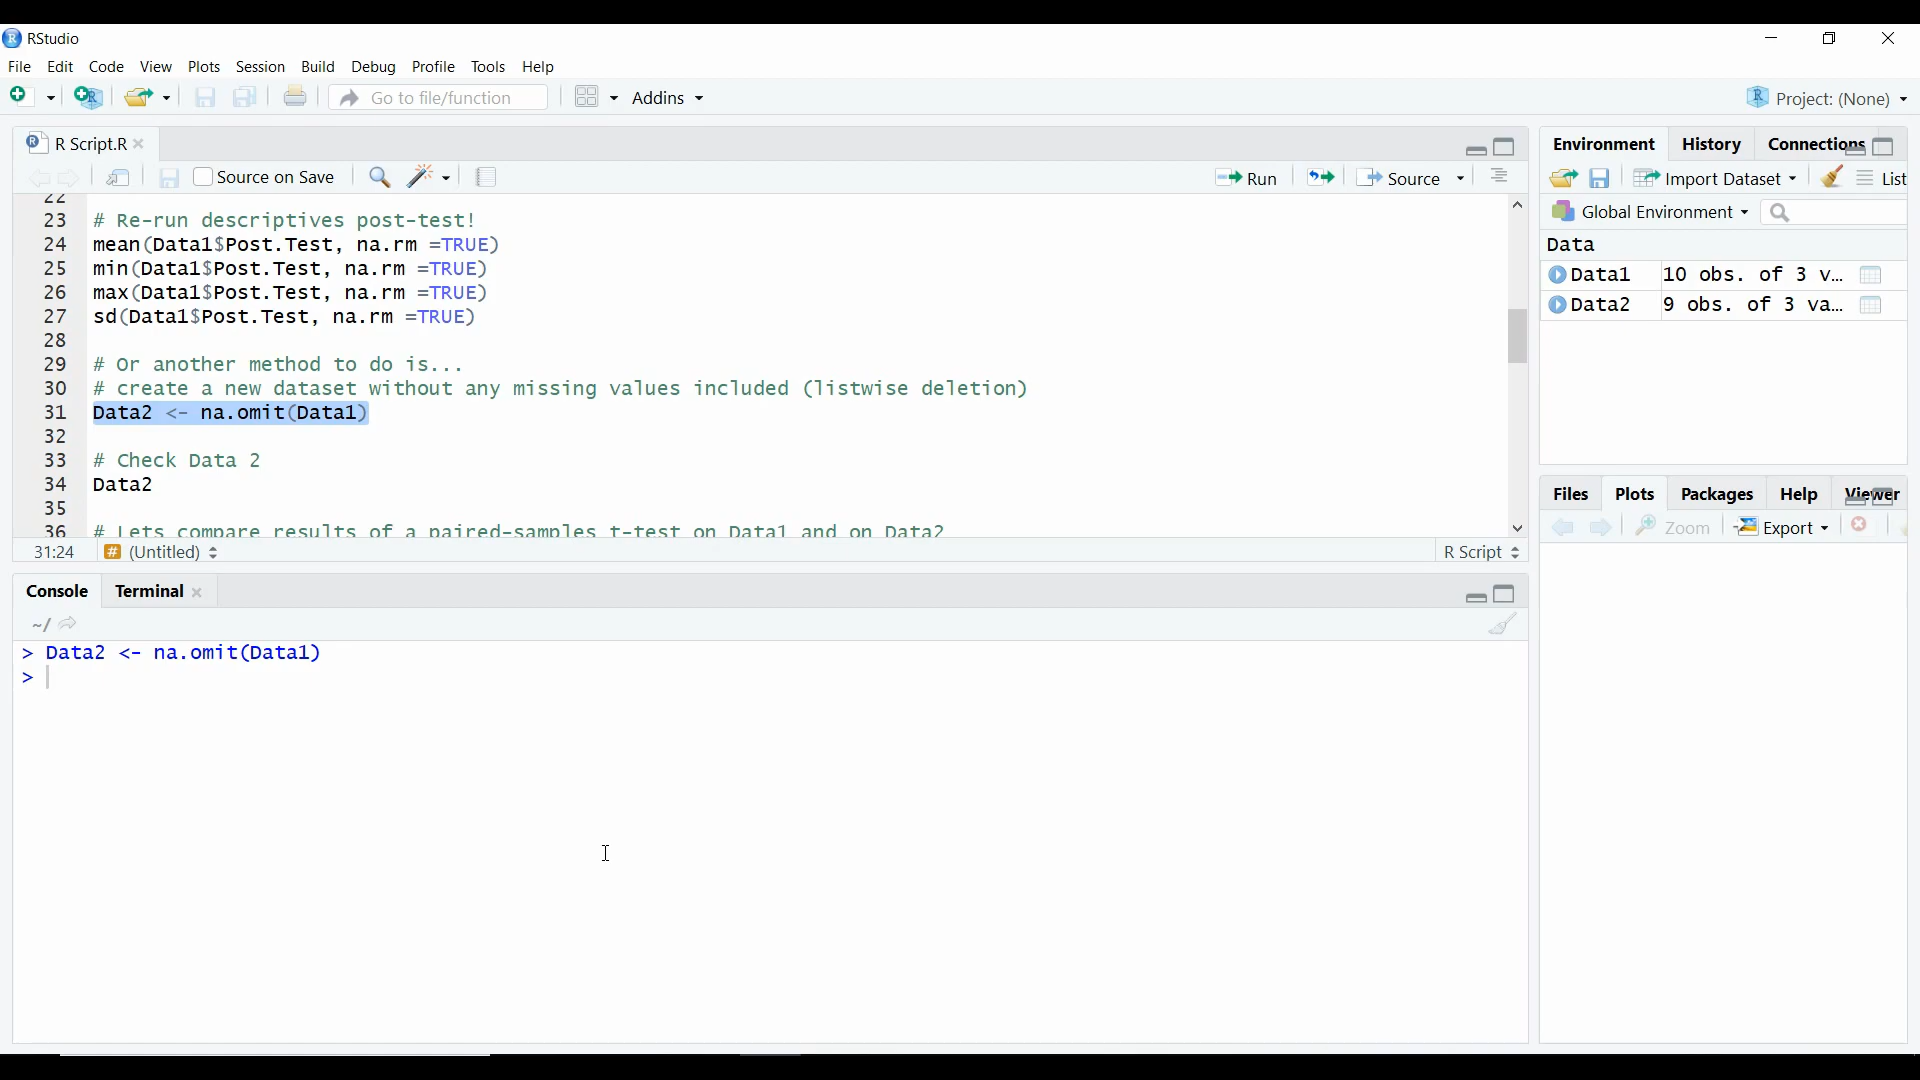 RStudio
File Edit Code View Plots Session Build Debug Profile Tools Help
Go to file/function Addins Project: (None)
R Script.R
Source on Save Run Source
22
23 # Re-run descriptives post-test!
24 mean(Data1$Post.Test, na.rm =TRUE)
25 min(Data1$Post.Test, na.rm =TRUE)
26 max(Data1$Post.Test, na.rm =TRUE)
27 sd(Data1$Post.Test, na.rm =TRUE)
28
29 # Or another method to do is...
30 # create a new dataset without any missing values included (listwise deletion)
31 Data2 <- na.omit(Data1)
32
33 # Check Data 2
34 Data2
35
36 # Lets compare results of a paired-samples t-test on Data1 and on Data2
31:24 # (Untitled) R Script
Console Terminal
~/
> Data2 <- na.omit(Data1)
>
Environment History Connections
Import Dataset List
Global Environment
Data
Data1 10 obs. of 3 v...
Data2 9 obs. of 3 va...
Files Plots Packages Help Viewer
Zoom Export